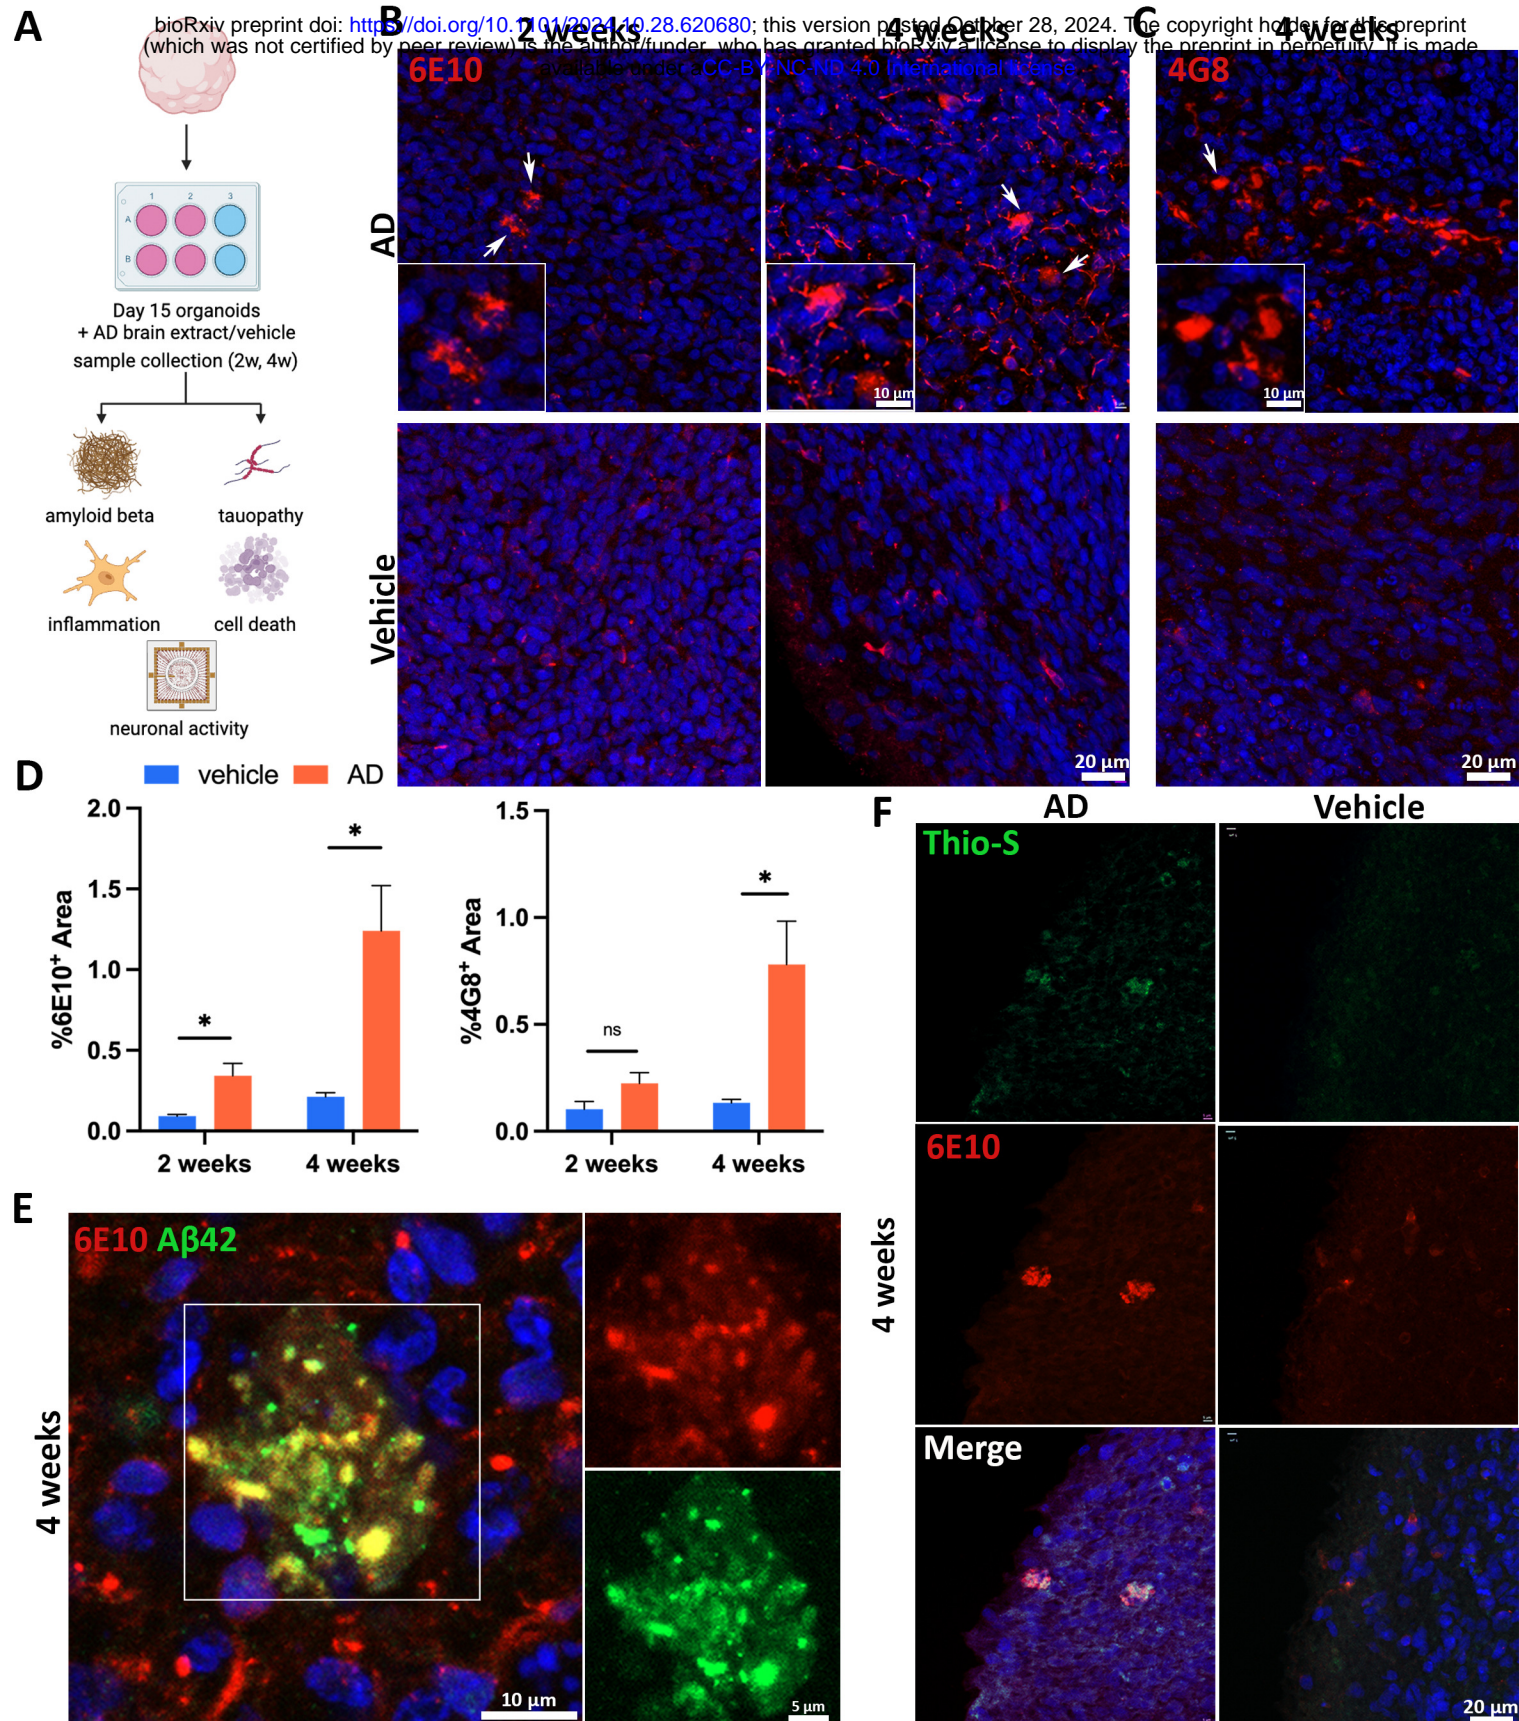 bioRxiv preprint doi: https://doi.org/10.1101/2024.10.28.620680; this version posted October 28, 2024. The copyright holder for this preprint
(which was not certified by peer review) is the author/funder, who has granted bioRxiv a license to display the preprint in perpetuity. It is made
available under aCC-BY-NC-ND 4.0 International license.
A
1 2 3
A
B
Day 15 organoids
+ AD brain extract/vehicle
sample collection (2w, 4w)
amyloid beta
tauopathy
inflammation
cell death
neuronal activity
B
2 weeks
4 weeks
6E10
AD
10 µm
Vehicle
20 µm
C
4 weeks
4G8
10 µm
20 µm
D
vehicle
AD
%6E10+ Area
2.0
1.5
1.0
0.5
0.0
*
*
2 weeks
4 weeks
%4G8+ Area
1.5
1.0
0.5
0.0
ns
*
2 weeks
4 weeks
E
4 weeks
6E10 Aβ42
10 µm
5 µm
F
AD
Vehicle
4 weeks
Thio-S
6E10
Merge
20 µm